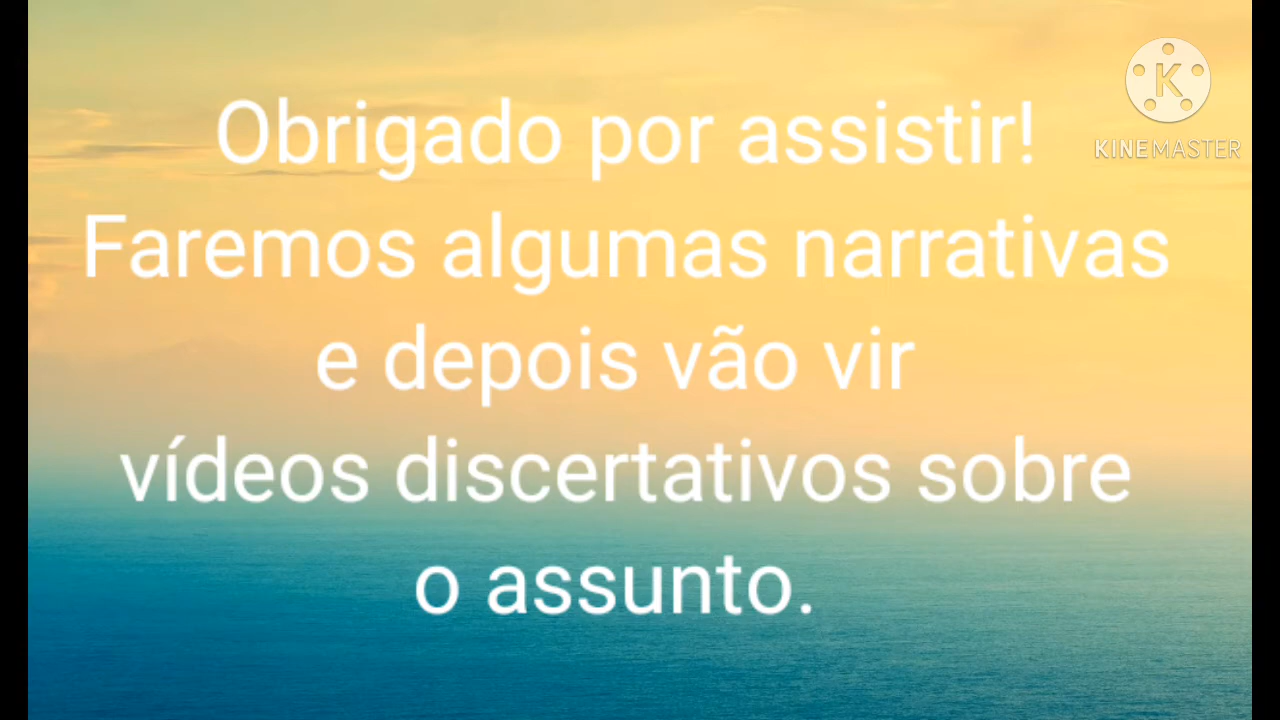 Obrigado por assistir!
Faremos algumas narrativas
e depois vão vir
vídeos discertativos sobre
o assunto.
K
KINEMASTER